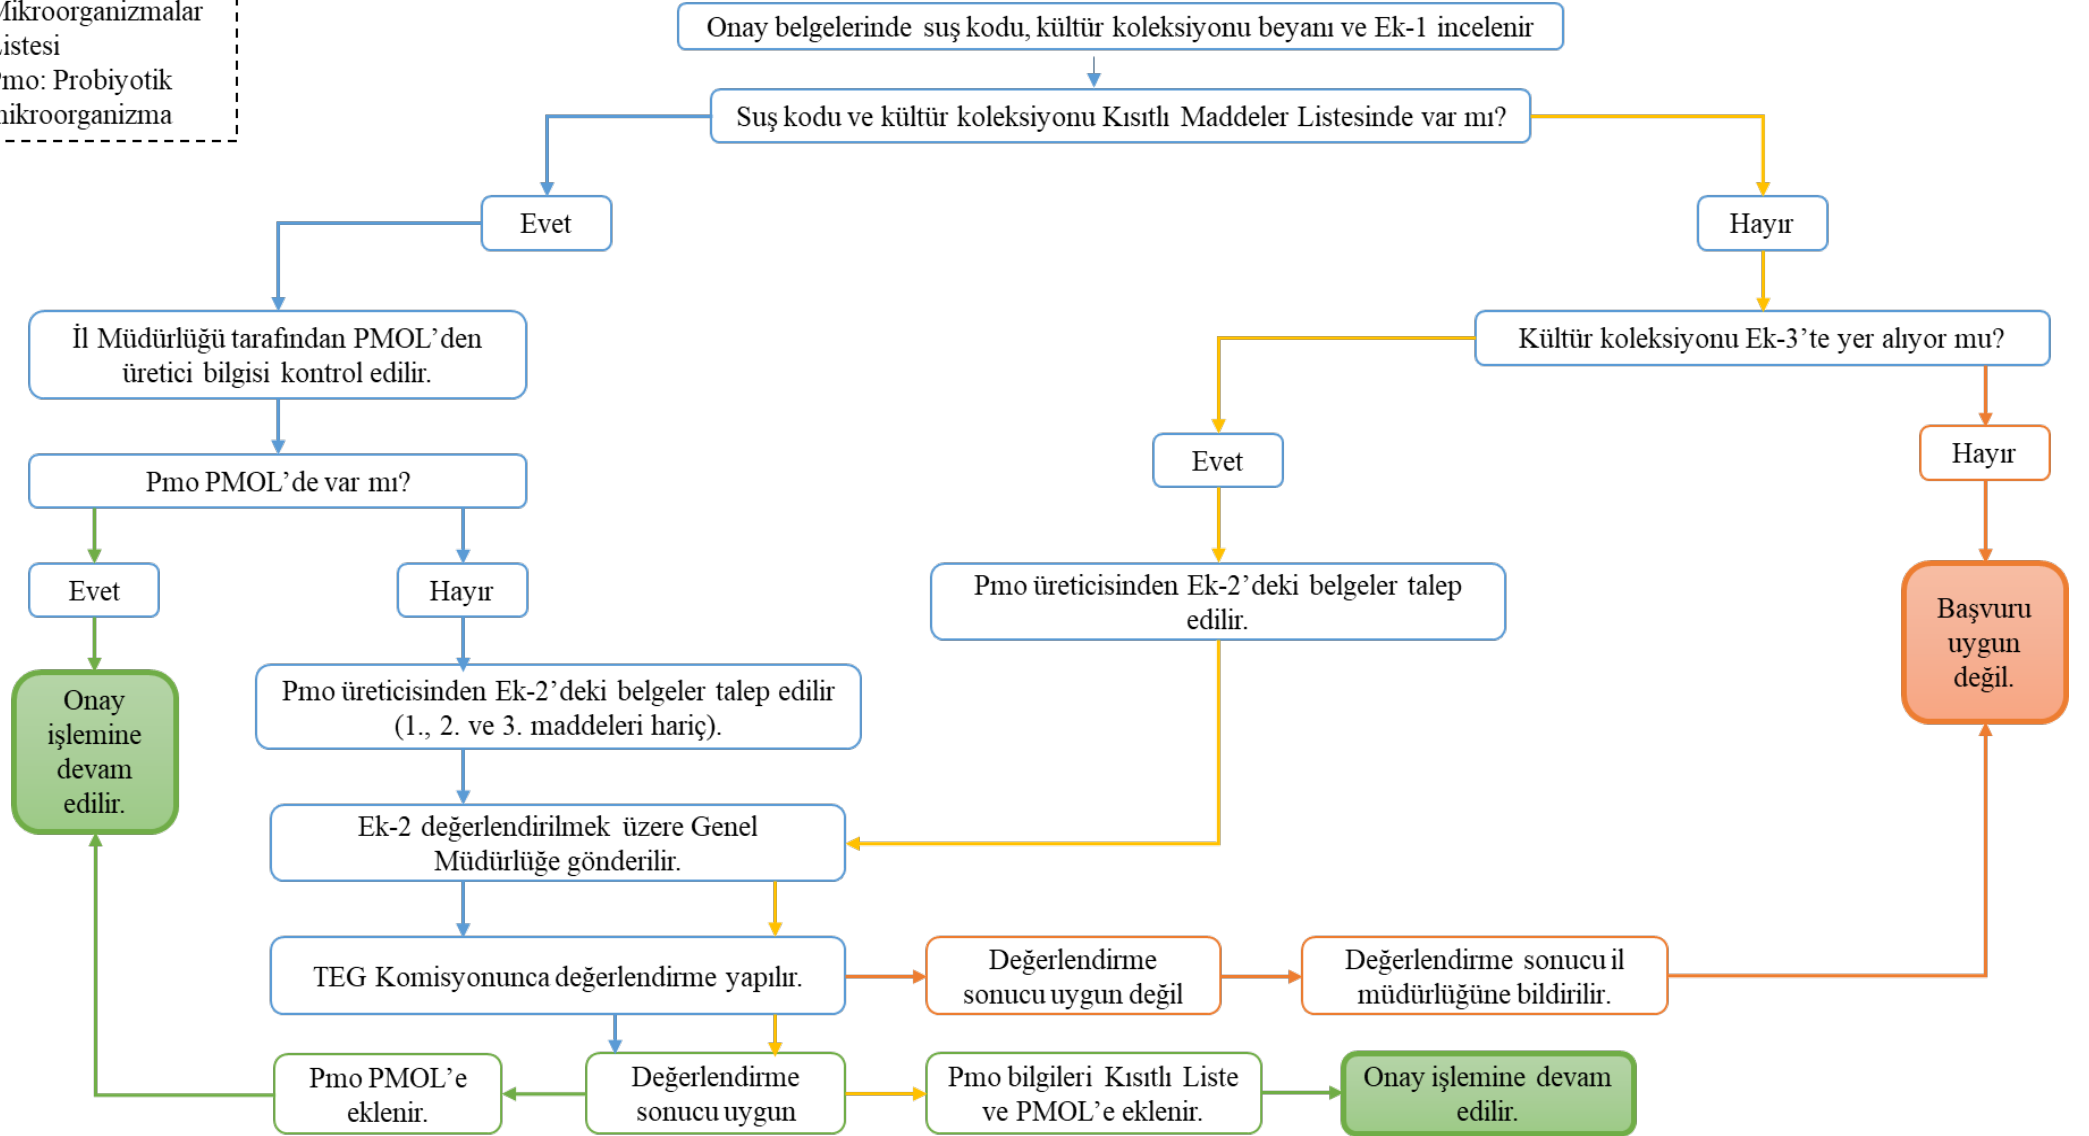 Mikroorganizmalar
Listesi
Pmo: Probiyotik
mikroorganizma
Onay belgelerinde suş kodu, kültür koleksiyonu beyanı ve Ek-1 incelenir
Suş kodu ve kültür koleksiyonu Kısıtlı Maddeler Listesinde var mı?
Evet
Hayır
İl Müdürlüğü tarafından PMOL’den
üretici bilgisi kontrol edilir.
Kültür koleksiyonu Ek-3’te yer alıyor mu?
Pmo PMOL’de var mı?
Evet
Hayır
Evet
Hayır
Pmo üreticisinden Ek-2’deki belgeler talep
edilir.
Başvuru
uygun
değil.
Onay
işlemine
devam
edilir.
Pmo üreticisinden Ek-2’deki belgeler talep edilir
(1., 2. ve 3. maddeleri hariç).
Ek-2 değerlendirilmek üzere Genel
Müdürlüğe gönderilir.
TEG Komisyonunca değerlendirme yapılır.
Değerlendirme
sonucu uygun değil
Değerlendirme sonucu il
müdürlüğüne bildirilir.
Pmo PMOL’e
eklenir.
Değerlendirme
sonucu uygun
Pmo bilgileri Kısıtlı Liste
ve PMOL’e eklenir.
Onay işlemine devam
edilir.